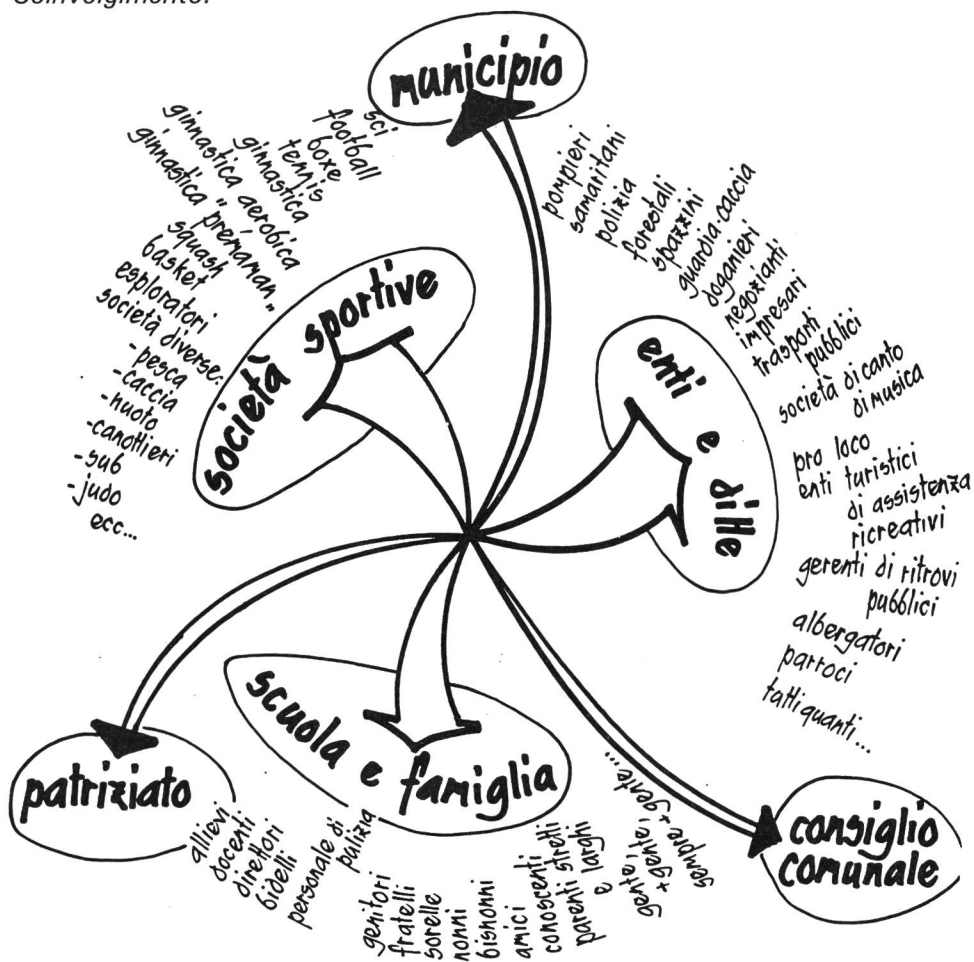 Coinvolgimento.
municipio
sci
football
boxe
tennis
ginnastica
ginnastica aerobica
ginnastica "prémaman"
squash
basket
esploratori
società diverse:
-pesca
-caccia
-nuoto
-canottieri
-sub
-judo
ecc...
società sportive
pompieri
samaritani
polizia
forestali
spazzini
guardia-caccia
doganieri
negozianti
impresari
trasporti
pubblici
società di canto
di musica
pro loco
enti turistici
di assistenza
ricreativi
gerenti di ritrovi
pubblici
albergatori
parroci
tutti quanti...
enti e ditte
patriziato
scuola e famiglia
allievi
docenti
direttori
bidelli
personale di
pulizia
genitori
fratelli
sorelle
nonni
bisnonni
amici
conoscenti
parenti stretti
e larghi
gente,
+ gente,
sempre + gente...
consiglio
comunale